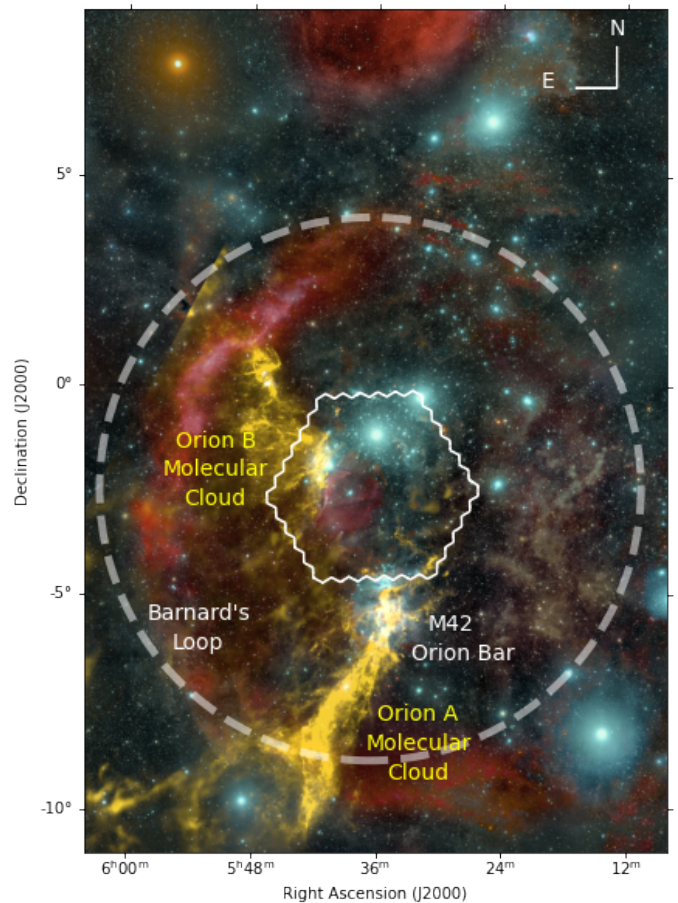 N
E
5°
0°
-5°
-10°
Declination (J2000)
Orion B
Molecular
Cloud
Barnard's
Loop
M42
Orion Bar
Orion A
Molecular
Cloud
6ʰ00ᵐ 5ʰ48ᵐ 36ᵐ 24ᵐ 12ᵐ
Right Ascension (J2000)